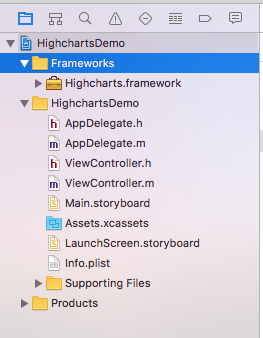 HighchartsDemo
Frameworks
Highcharts.framework
HighchartsDemo
AppDelegate.h
AppDelegate.m
ViewController.h
ViewController.m
Main.storyboard
Assets.xcassets
LaunchScreen.storyboard
Info.plist
Supporting Files
Products